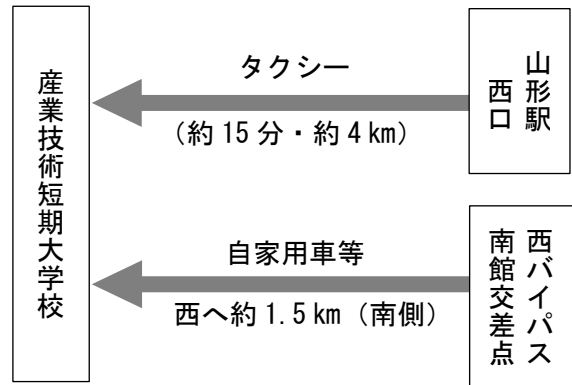 産業技術短期大学校
タクシー
(約15分・約4km)
山形駅
西口
自家用車等
西へ約1.5km(南側)
西バイパス
南館交差点